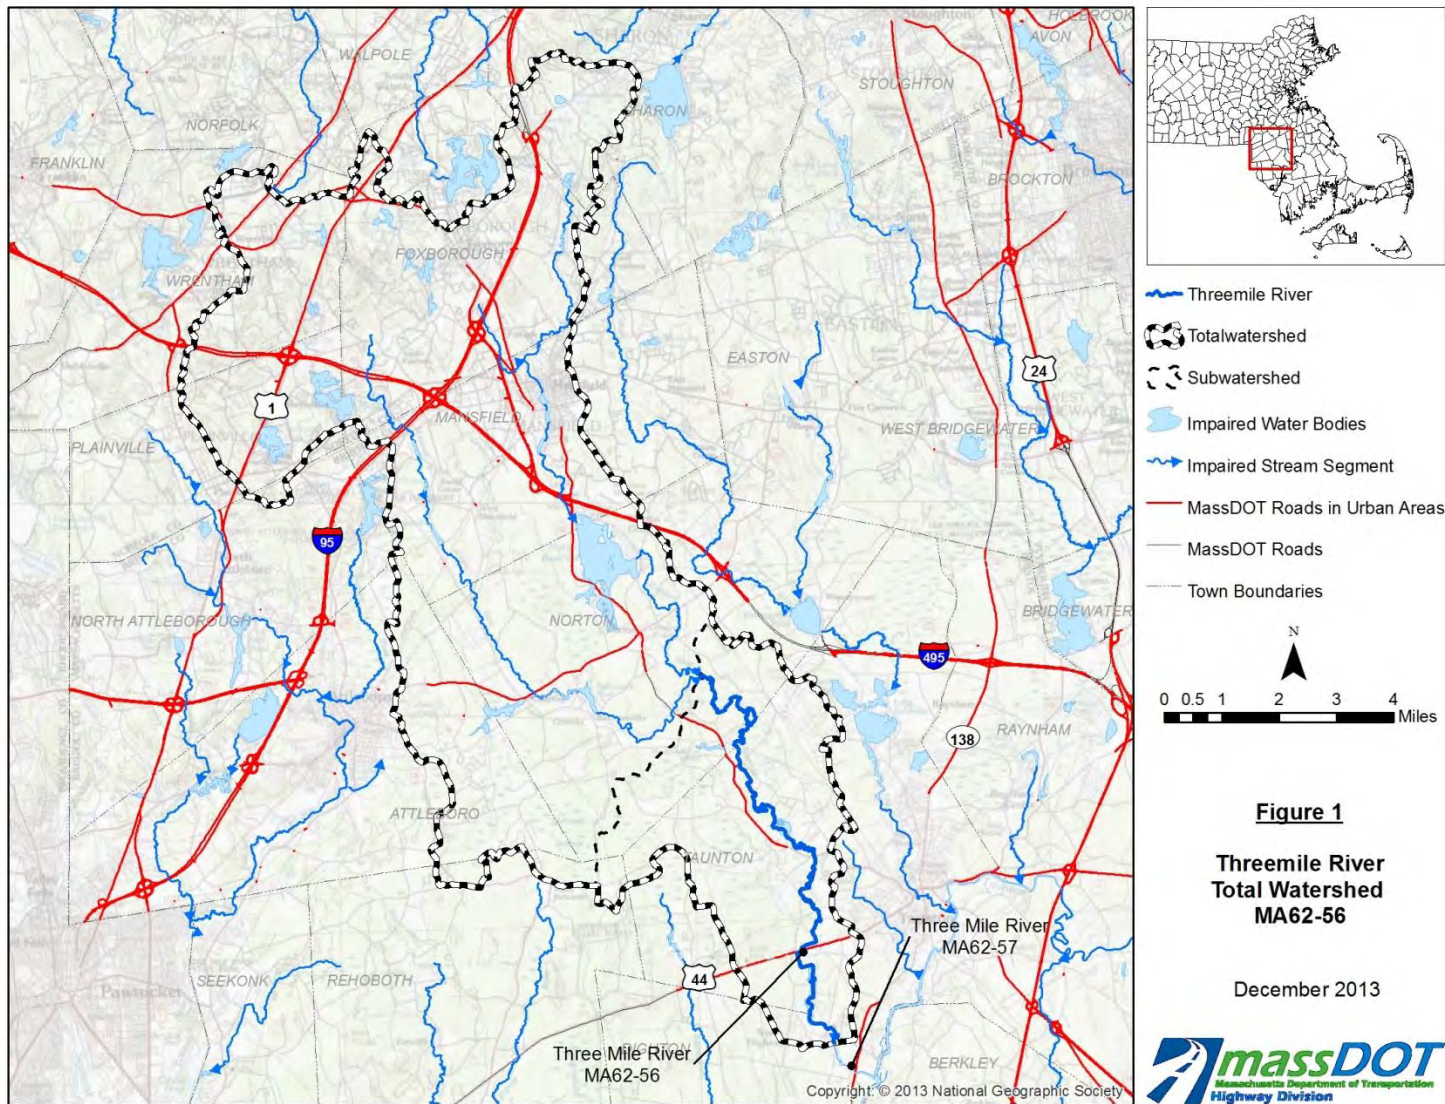 WALPOLE
SHARON
STOUGHTON
HOLBROOK
AVON
NORFOLK
FRANKLIN
BROCKTON
FOXBOROUGH
WRENTHAM
EASTON
24
1
MANSFIELD
PLAINVILLE
WEST BRIDGEWATER
95
NORTH ATTLEBOROUGH
NORTON
BRIDGEWATER
495
RAYNHAM
138
ATTLEBORO
TAUNTON
Three Mile River
MA62-57
SEEKONK
REHOBOTH
44
Pawtucket
DIGHTON
Three Mile River
MA62-56
BERKLEY
Copyright: © 2013 National Geographic Society
Threemile River
Totalwatershed
Subwatershed
Impaired Water Bodies
Impaired Stream Segment
MassDOT Roads in Urban Areas
MassDOT Roads
Town Boundaries
N
0 0.5 1 2 3 4
Miles
Figure 1
Threemile River
Total Watershed
MA62-56
December 2013
massDOT
Massachusetts Department of Transportation
Highway Division